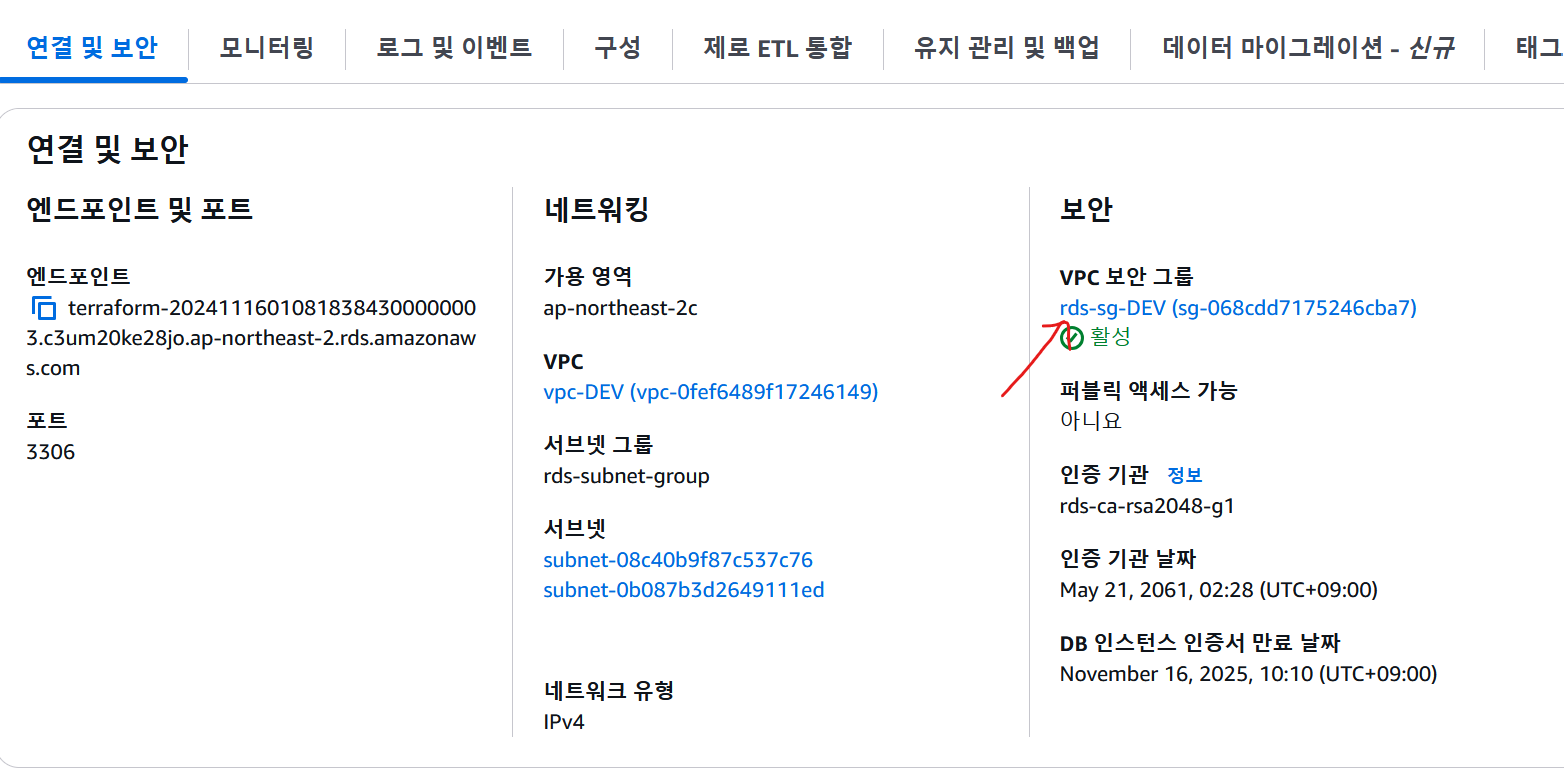 연결 및 보안
모니터링
로그 및 이벤트
구성
제로 ETL 통합
유지 관리 및 백업
데이터 마이그레이션 - 신규
태그
연결 및 보안
엔드포인트 및 포트
엔드포인트
terraform-2024111601081838430000000
3.c3um20ke28jo.ap-northeast-2.rds.amazonaw
s.com
포트
3306
네트워킹
가용 영역
ap-northeast-2c
VPC
vpc-DEV (vpc-0fef6489f17246149)
서브넷 그룹
rds-subnet-group
서브넷
subnet-08c40b9f87c537c76
subnet-0b087b3d2649111ed
네트워크 유형
IPv4
보안
VPC 보안 그룹
rds-sg-DEV (sg-068cdd7175246cba7)
활성
퍼블릭 액세스 가능
아니요
인증 기관 정보
rds-ca-rsa2048-g1
인증 기관 날짜
May 21, 2061, 02:28 (UTC+09:00)
DB 인스턴스 인증서 만료 날짜
November 16, 2025, 10:10 (UTC+09:00)